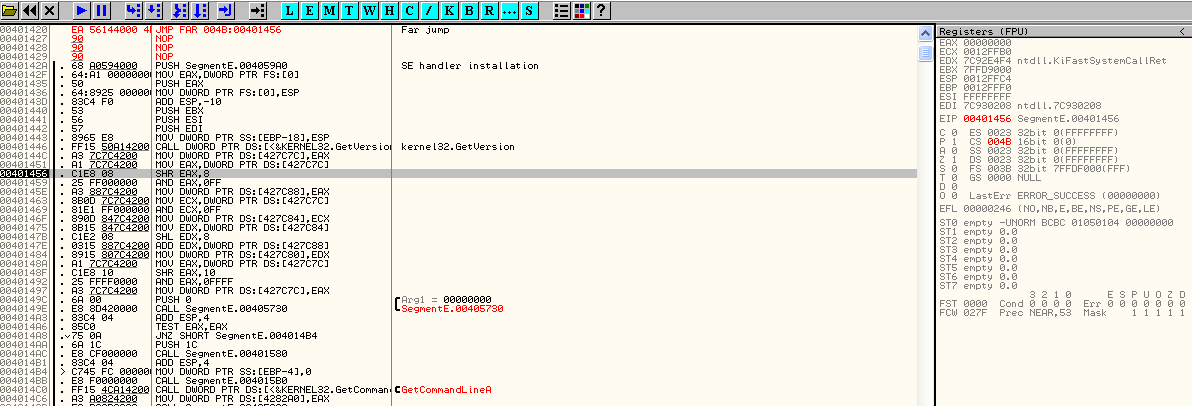 L E M T W H C / K B R ... S ?
00401420 EA 56144000 4 JMP FAR 004B:00401456 Far jump
00401427 90 NOP
00401428 90 NOP
00401429 90 NOP
0040142A . 68 A0594000 PUSH SegmentE.004059A0 SE handler installation
0040142F . 64:A1 0000000 MOV EAX,DWORD PTR FS:[0]
00401435 . 50 PUSH EAX
00401436 . 64:8925 00000 MOV DWORD PTR FS:[0],ESP
0040143D . 83C4 F0 ADD ESP,-10
00401440 . 53 PUSH EBX
00401441 . 56 PUSH ESI
00401442 . 57 PUSH EDI
00401443 . 8965 E8 MOV DWORD PTR SS:[EBP-18],ESP
00401446 . FF15 50A14200 CALL DWORD PTR DS:[<&KERNEL32.GetVersion kernel32.GetVersion
0040144C . A3 7C7C4200 MOV DWORD PTR DS:[427C7C],EAX
00401451 . A1 7C7C4200 MOV EAX,DWORD PTR DS:[427C7C]
00401456 . C1E8 08 SHR EAX,8
00401459 . 25 FF000000 AND EAX,0FF
0040145E . A3 887C4200 MOV DWORD PTR DS:[427C88],EAX
00401463 . 8B0D 7C7C4200 MOV ECX,DWORD PTR DS:[427C7C]
00401469 . 81E1 FF000000 AND ECX,0FF
0040146F . 890D 847C4200 MOV DWORD PTR DS:[427C84],ECX
00401475 . 8B15 847C4200 MOV EDX,DWORD PTR DS:[427C84]
0040147B . C1E2 08 SHL EDX,8
0040147E . 0315 887C4200 ADD EDX,DWORD PTR DS:[427C88]
00401484 . 8915 807C4200 MOV DWORD PTR DS:[427C80],EDX
0040148A . A1 7C7C4200 MOV EAX,DWORD PTR DS:[427C7C]
0040148F . C1E8 10 SHR EAX,10
00401492 . 25 FFFF0000 AND EAX,0FFFF
00401497 . A3 7C7C4200 MOV DWORD PTR DS:[427C7C],EAX
0040149C . 6A 00 PUSH 0 Arg1 = 00000000
0040149E . E8 8D420000 CALL SegmentE.00405730 SegmentE.00405730
004014A3 . 83C4 04 ADD ESP,4
004014A6 . 85C0 TEST EAX,EAX
004014A8 . 75 0A JNZ SHORT SegmentE.004014B4
004014AA . 6A 1C PUSH 1C
004014AC . E8 CF000000 CALL SegmentE.00401580
004014B1 . 83C4 04 ADD ESP,4
004014B4 > C745 FC 00000 MOV DWORD PTR SS:[EBP-4],0
004014BB . E8 F0000000 CALL SegmentE.004015B0
004014C0 . FF15 4CA14200 CALL DWORD PTR DS:[<&KERNEL32.GetComman GetCommandLineA
004014C6 . A3 A0824200 MOV DWORD PTR DS:[4282A0],EAX
Registers (FPU) <
EAX 00000000
ECX 0012FFB0
EDX 7C92E4F4 ntdll.KiFastSystemCallRet
EBX 7FFD9000
ESP 0012FFC4
EBP 0012FFF0
ESI FFFFFFFF
EDI 7C930208 ntdll.7C930208
EIP 00401456 SegmentE.00401456
C 0 ES 0023 32bit 0(FFFFFFFF)
P 1 CS 004B 16bit 0(0)
A 0 SS 0023 32bit 0(FFFFFFFF)
Z 1 DS 0023 32bit 0(FFFFFFFF)
S 0 FS 003B 32bit 7FFDF000(FFF)
T 0 GS 0000 NULL
D 0
O 0 LastErr ERROR_SUCCESS (00000000)
EFL 00000246 (NO,NB,E,BE,NS,PE,GE,LE)
ST0 empty -UNORM BCBC 01050104 00000000
ST1 empty 0.0
ST2 empty 0.0
ST3 empty 0.0
ST4 empty 0.0
ST5 empty 0.0
ST6 empty 0.0
ST7 empty 0.0
3 2 1 0 E S P U O Z D
FST 0000 Cond 0 0 0 0 Err 0 0 0 0 0 0 0
FCW 027F Prec NEAR,53 Mask 1 1 1 1 1